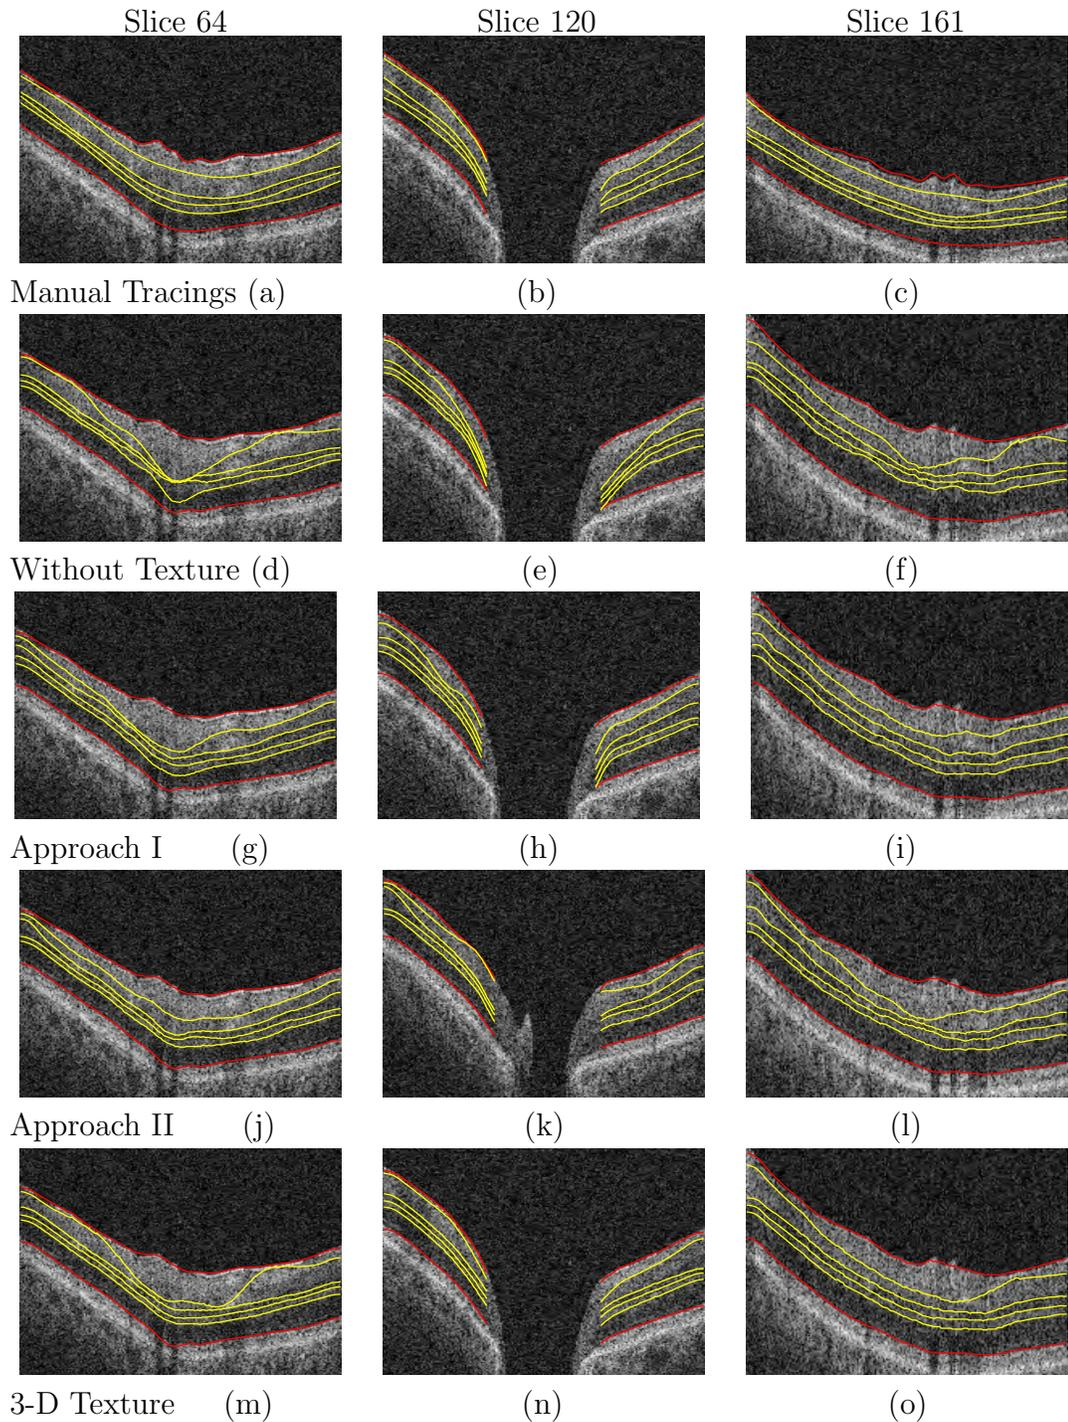 Slice 64 Slice 120 Slice 161
Manual Tracings (a) (b) (c)
Without Texture (d) (e) (f)
Approach I (g) (h) (i)
Approach II (j) (k) (l)
3-D Texture (m) (n) (o)